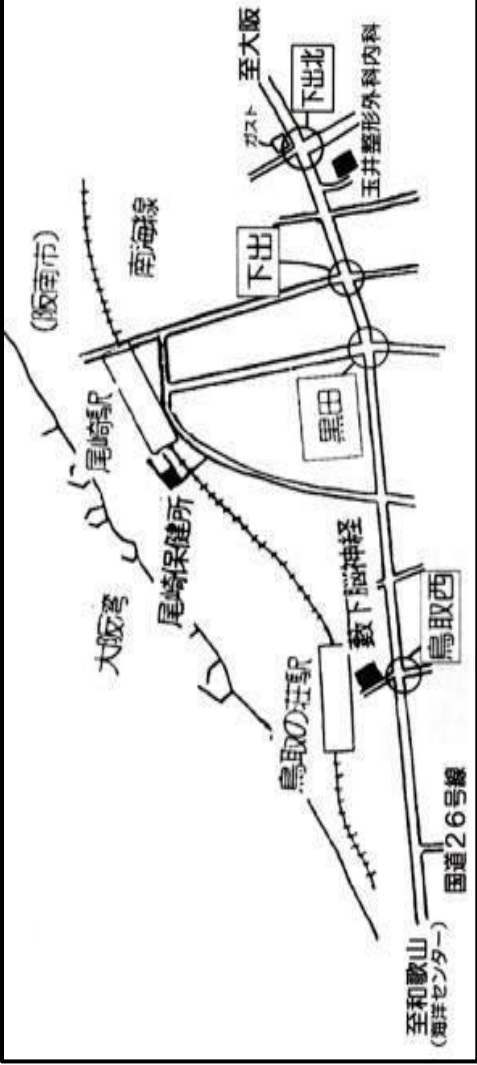 (阪南市)
南海線
尾崎駅
大阪湾
尾崎保健所
鳥取の荘駅
至大阪
ガスト
下出北
玉井整形外科内科
下出
黒田
藪下脳神経
鳥取西
国道26号線
至和歌山
(海洋センター)